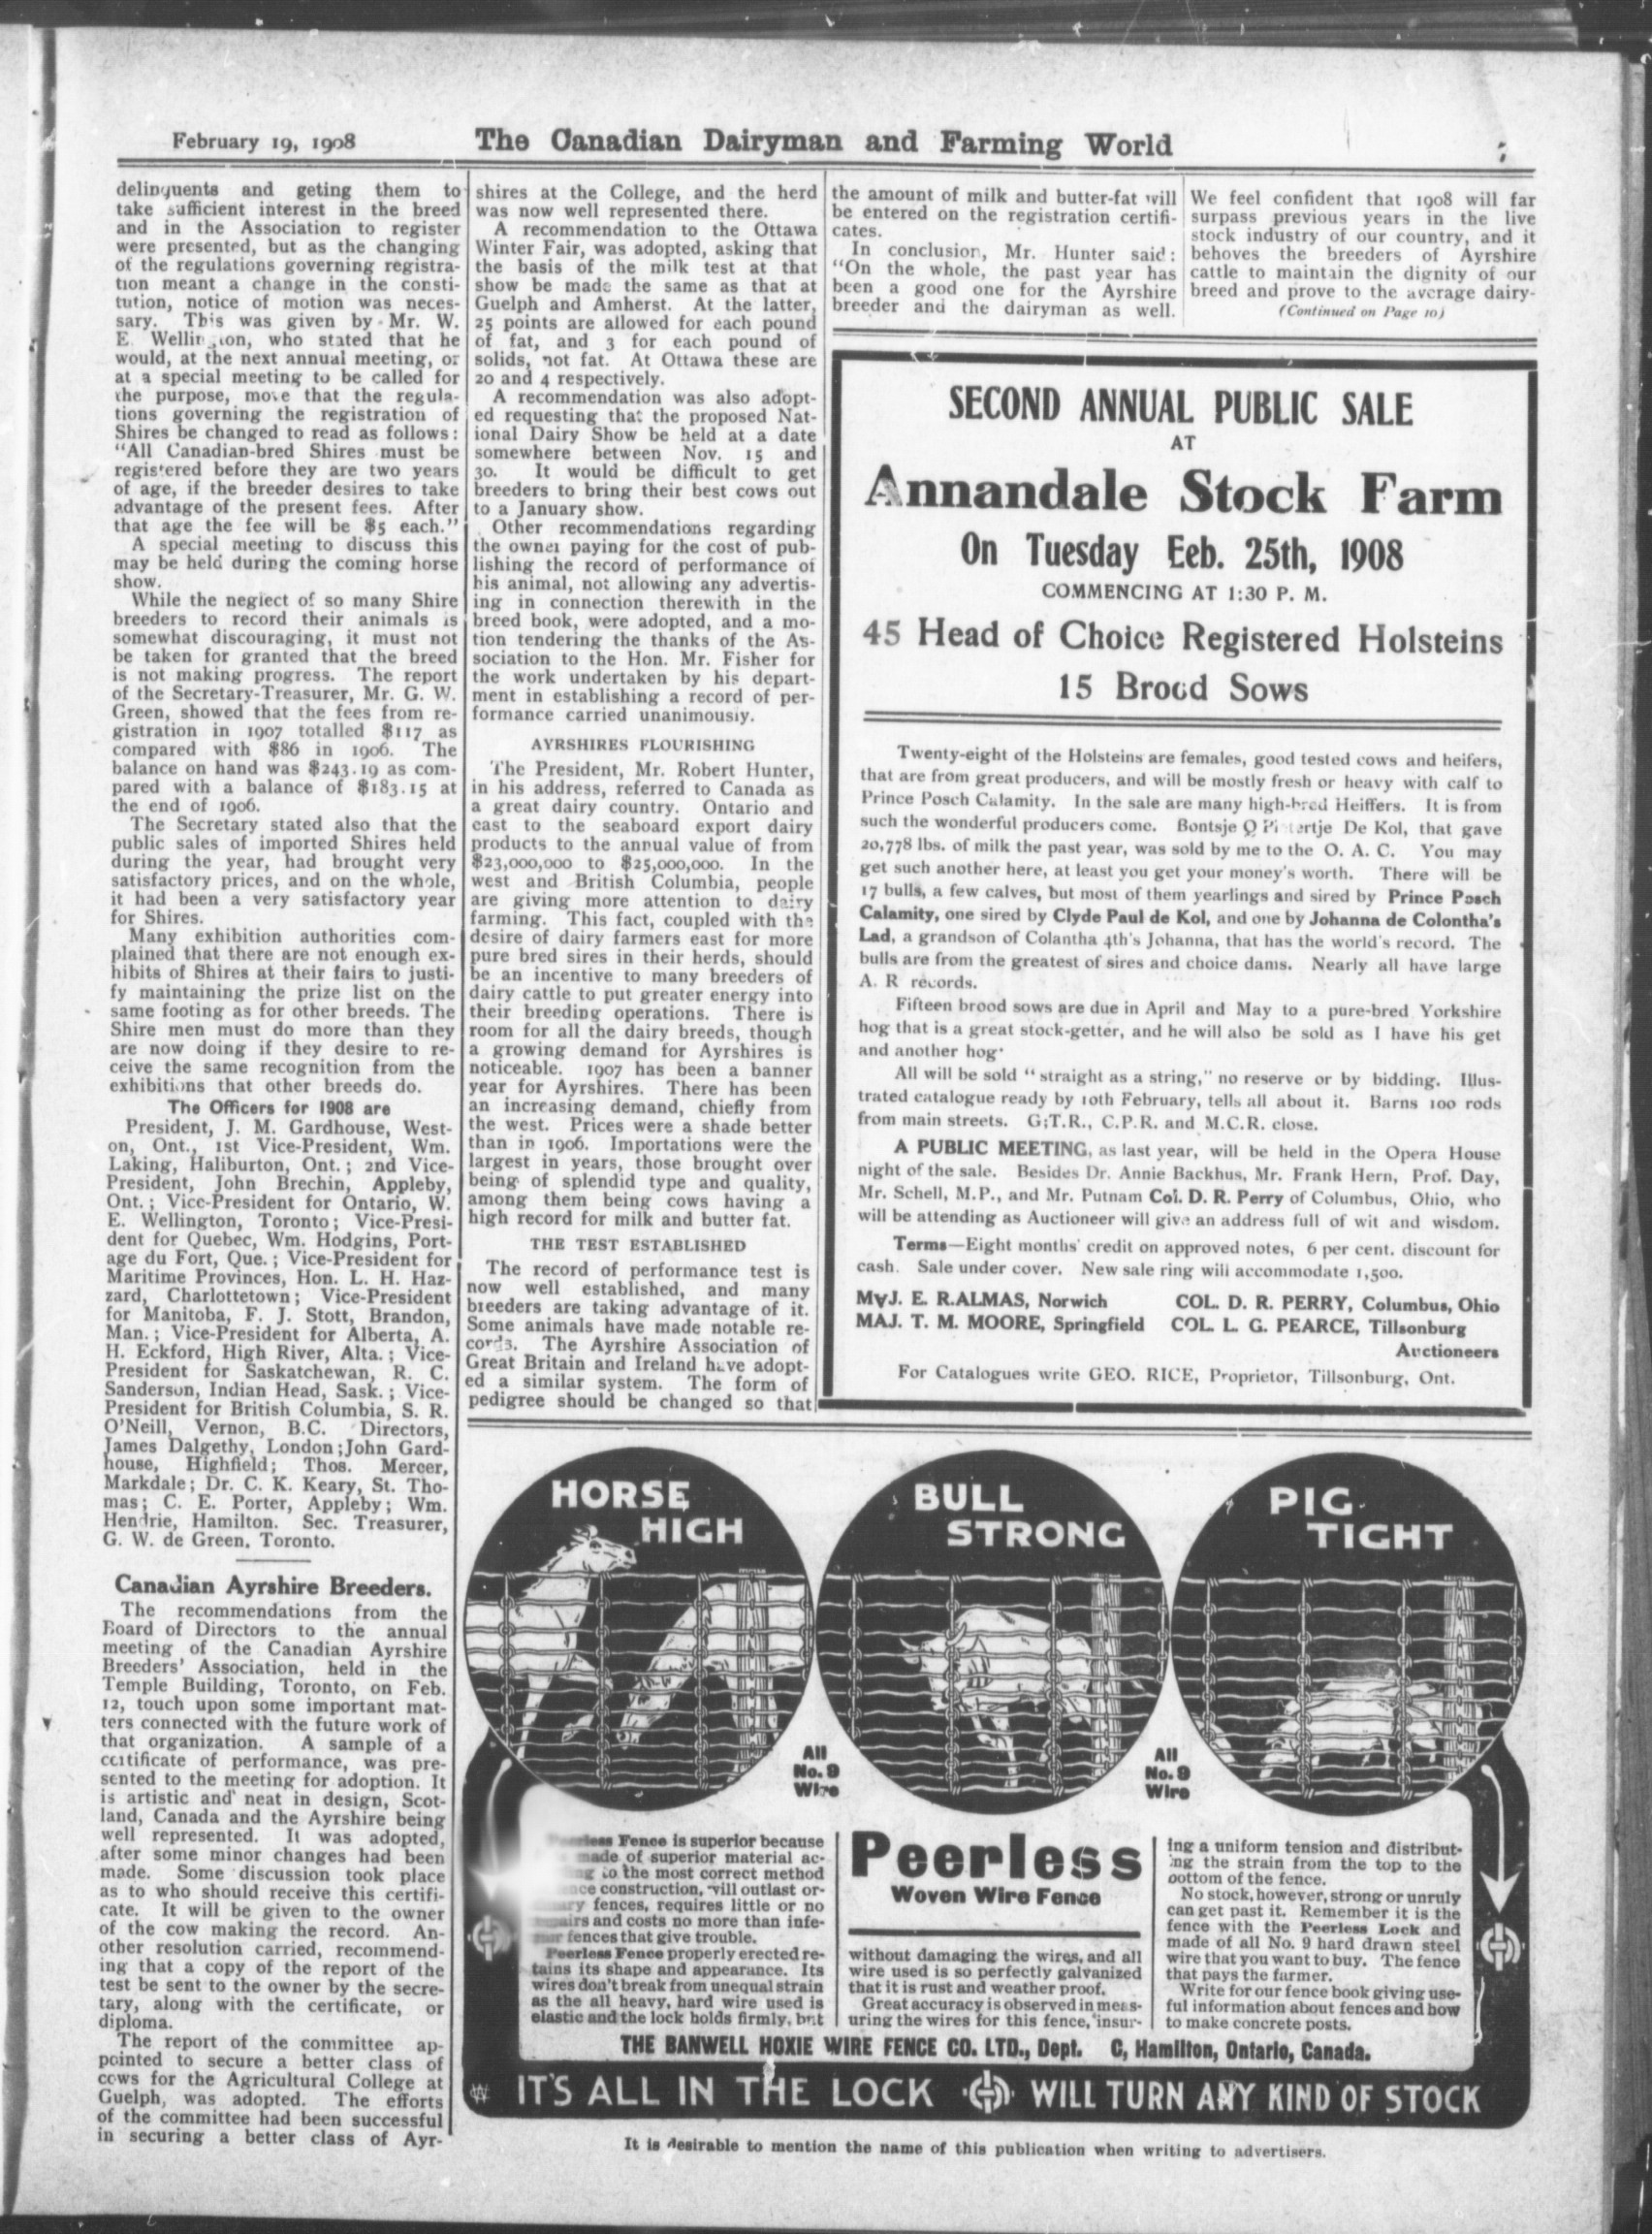 February 19, 1908
The Canadian Dairyman and Farming World
delinquents and geting them to
take sufficient interest in the breed
and in the Association to register
were presented, but as the changing
of the regulations governing registra-
tion meant a change in the consti-
tution, notice of motion was neces-
sary. This was given by Mr. W.
E. Wellington, who stated that he
would, at the next annual meeting, or
at a special meeting to be called for
the purpose, move that the regula-
tions governing the registration of
Shires be changed to read as follows:
"All Canadian-bred Shires must be
registered before they are two years
of age, if the breeder desires to take
advantage of the present fees. After
that age the fee will be $5 each."
A special meeting to discuss this
may be held during the coming horse
show.
While the neglect of so many Shire
breeders to record their animals is
somewhat discouraging, it must not
be taken for granted that the breed
is not making progress. The report
of the Secretary-Treasurer, Mr. G. W.
Green, showed that the fees from re-
gistration in 1907 totalled $117 as
compared with $86 in 1906. The
balance on hand was $243.19 as com-
pared with a balance of $183.15 at
the end of 1906.
The Secretary stated also that the
public sales of imported Shires held
during the year, had brought very
satisfactory prices, and on the whole,
it had been a very satisfactory year
for Shires.
Many exhibition authorities com-
plained that there are not enough ex-
hibits of Shires at their fairs to justi-
fy maintaining the prize list on the
same footing as for other breeds. The
Shire men must do more than they
are now doing if they desire to re-
ceive the same recognition from the
exhibitions that other breeds do.
The Officers for 1908 are
President, J. M. Gardhouse, West-
on, Ont., 1st Vice-President, Wm.
Laking, Haliburton, Ont.; 2nd Vice-
President, John Brechin, Appleby,
Ont.; Vice-President for Ontario, W.
E. Wellington, Toronto; Vice-Presi-
dent for Quebec, Wm. Hodgins, Port-
age du Fort, Que.; Vice-President for
Maritime Provinces, Hon. L. H. Haz-
zard, Charlottetown; Vice-President
for Manitoba, F. J. Stott, Brandon,
Man.; Vice-President for Alberta, A.
H. Eckford, High River, Alta.; Vice-
President for Saskatchewan, R. C.
Sanderson, Indian Head, Sask.; Vice-
President for British Columbia, S. R.
O'Neill, Vernon, B.C. Directors,
James Dalgethy, London; John Gard-
house, Highfield; Thos. Mercer,
Markdale; Dr. C. K. Keary, St. Tho-
mas; C. E. Porter, Appleby; Wm.
Hendrie, Hamilton. Sec. Treasurer,
G. W. de Green, Toronto.
Canadian Ayrshire Breeders.
The recommendations from the
Board of Directors to the annual
meeting of the Canadian Ayrshire
Breeders' Association, held in the
Temple Building, Toronto, on Feb.
12, touch upon some important mat-
ters connected with the future work of
that organization. A sample of a
certificate of performance, was pre-
sented to the meeting for adoption. It
is artistic and neat in design, Scot-
land, Canada and the Ayrshire being
well represented. It was adopted,
after some minor changes had been
made. Some discussion took place
as to who should receive this certifi-
cate. It will be given to the owner
of the cow making the record. An-
other resolution carried, recommend-
ing that a copy of the report of the
test be sent to the owner by the secre-
tary, along with the certificate, or
diploma.
The report of the committee ap-
pointed to secure a better class of
cows for the Agricultural College at
Guelph, was adopted. The efforts
of the committee had been successful
in securing a better class of Ayr-
shires at the College, and the herd
was now well represented there.
A recommendation to the Ottawa
Winter Fair, was adopted, asking that
the basis of the milk test at that
show be made the same as that at
Guelph and Amherst. At the latter,
25 points are allowed for each pound
of fat, and 3 for each pound of
solids, not fat. At Ottawa these are
20 and 4 respectively.
A recommendation was also adopt-
ed requesting that the proposed Nat-
ional Dairy Show be held at a date
somewhere between Nov. 15 and
30. It would be difficult to get
breeders to bring their best cows out
to a January show.
Other recommendations regarding
the owner paying for the cost of pub-
lishing the record of performance of
his animal, not allowing any advertis-
ing in connection therewith in the
breed book, were adopted, and a mo-
tion tendering the thanks of the As-
sociation to the Hon. Mr. Fisher for
the work undertaken by his depart-
ment in establishing a record of per-
formance carried unanimously.
AYRSHIRES FLOURISHING
The President, Mr. Robert Hunter,
in his address, referred to Canada as
a great dairy country. Ontario and
east to the seaboard export dairy
products to the annual value of from
$23,000,000 to $25,000,000. In the
west and British Columbia, people
are giving more attention to dairy
farming. This fact, coupled with the
desire of dairy farmers east for more
pure bred sires in their herds, should
be an incentive to many breeders of
dairy cattle to put greater energy into
their breeding operations. There is
room for all the dairy breeds, though
a growing demand for Ayrshires is
noticeable. 1907 has been a banner
year for Ayrshires. There has been
an increasing demand, chiefly from
the west. Prices were a shade better
than in 1906. Importations were the
largest in years, those brought over
being of splendid type and quality,
among them being cows having a
high record for milk and butter fat.
THE TEST ESTABLISHED
The record of performance test is
now well established, and many
breeders are taking advantage of it.
Some animals have made notable re-
cords. The Ayrshire Association of
Great Britain and Ireland have adopt-
ed a similar system. The form of
pedigree should be changed so that
the amount of milk and butter-fat will
be entered on the registration certifi-
cates.
In conclusion, Mr. Hunter said:
"On the whole, the past year has
been a good one for the Ayrshire
breeder and the dairyman as well.
We feel confident that 1908 will far
surpass previous years in the live
stock industry of our country, and it
behoves the breeders of Ayrshire
cattle to maintain the dignity of our
breed and prove to the average dairy-
(Continued on Page 10)
SECOND ANNUAL PUBLIC SALE
AT
Annandale Stock Farm
On Tuesday Eeb. 25th, 1908
COMMENCING AT 1:30 P. M.
45 Head of Choice Registered Holsteins
15 Brood Sows
Twenty-eight of the Holsteins are females, good tested cows and heifers,
that are from great producers, and will be mostly fresh or heavy with calf to
Prince Posch Calamity. In the sale are many high-bred Heiffers. It is from
such the wonderful producers come. Bontsje Q Pietertje De Kol, that gave
20,778 lbs. of milk the past year, was sold by me to the O. A. C. You may
get such another here, at least you get your money's worth. There will be
17 bulls, a few calves, but most of them yearlings and sired by Prince Posch
Calamity, one sired by Clyde Paul de Kol, and one by Johanna de Colontha's
Lad, a grandson of Colantha 4th's Johanna, that has the world's record. The
bulls are from the greatest of sires and choice dams. Nearly all have large
A. R records.
Fifteen brood sows are due in April and May to a pure-bred Yorkshire
hog that is a great stock-getter, and he will also be sold as I have his get
and another hog.
All will be sold "straight as a string," no reserve or by bidding. Illus-
trated catalogue ready by 10th February, tells all about it. Barns 100 rods
from main streets. G.T.R., C.P.R. and M.C.R. close.
A PUBLIC MEETING, as last year, will be held in the Opera House
night of the sale. Besides Dr. Annie Backhus, Mr. Frank Hern, Prof. Day,
Mr. Schell, M.P., and Mr. Putnam Col. D. R. Perry of Columbus, Ohio, who
will be attending as Auctioneer will give an address full of wit and wisdom.
Terms—Eight months' credit on approved notes, 6 per cent. discount for
cash. Sale under cover. New sale ring will accommodate 1,500.
MAJ. E. R. ALMAS, Norwich COL. D. R. PERRY, Columbus, Ohio
MAJ. T. M. MOORE, Springfield COL. L. G. PEARCE, Tillsonburg
Auctioneers
For Catalogues write GEO. RICE, Proprietor, Tillsonburg, Ont.
HORSE
HIGH
BULL
STRONG
PIG
TIGHT
All
No. 9
Wire
All
No. 9
Wire
Peerless Fence is superior because
made of superior material ac-
to the most correct method
construction, will outlast or-
fences, requires little or no
and costs no more than infe-
fences that give trouble.
Peerless Fence properly erected re-
tains its shape and appearance. Its
wires don't break from unequal strain
as the all heavy, hard wire used is
elastic and the lock holds firmly, but
Peerless
Woven Wire Fence
without damaging the wires, and all
wire used is so perfectly galvanized
that it is rust and weather proof.
Great accuracy is observed in meas-
uring the wires for this fence, insur-
ing a uniform tension and distribut-
ing the strain from the top to the
bottom of the fence.
No stock, however, strong or unruly
can get past it. Remember it is the
fence with the Peerless Lock and
made of all No. 9 hard drawn steel
wire that you want to buy. The fence
that pays the farmer.
Write for our fence book giving use-
ful information about fences and how
to make concrete posts.
THE BANWELL HOXIE WIRE FENCE CO. LTD., Dept. C, Hamilton, Ontario, Canada.
IT'S ALL IN THE LOCK WILL TURN ANY KIND OF STOCK
It is desirable to mention the name of this publication when writing to advertisers.